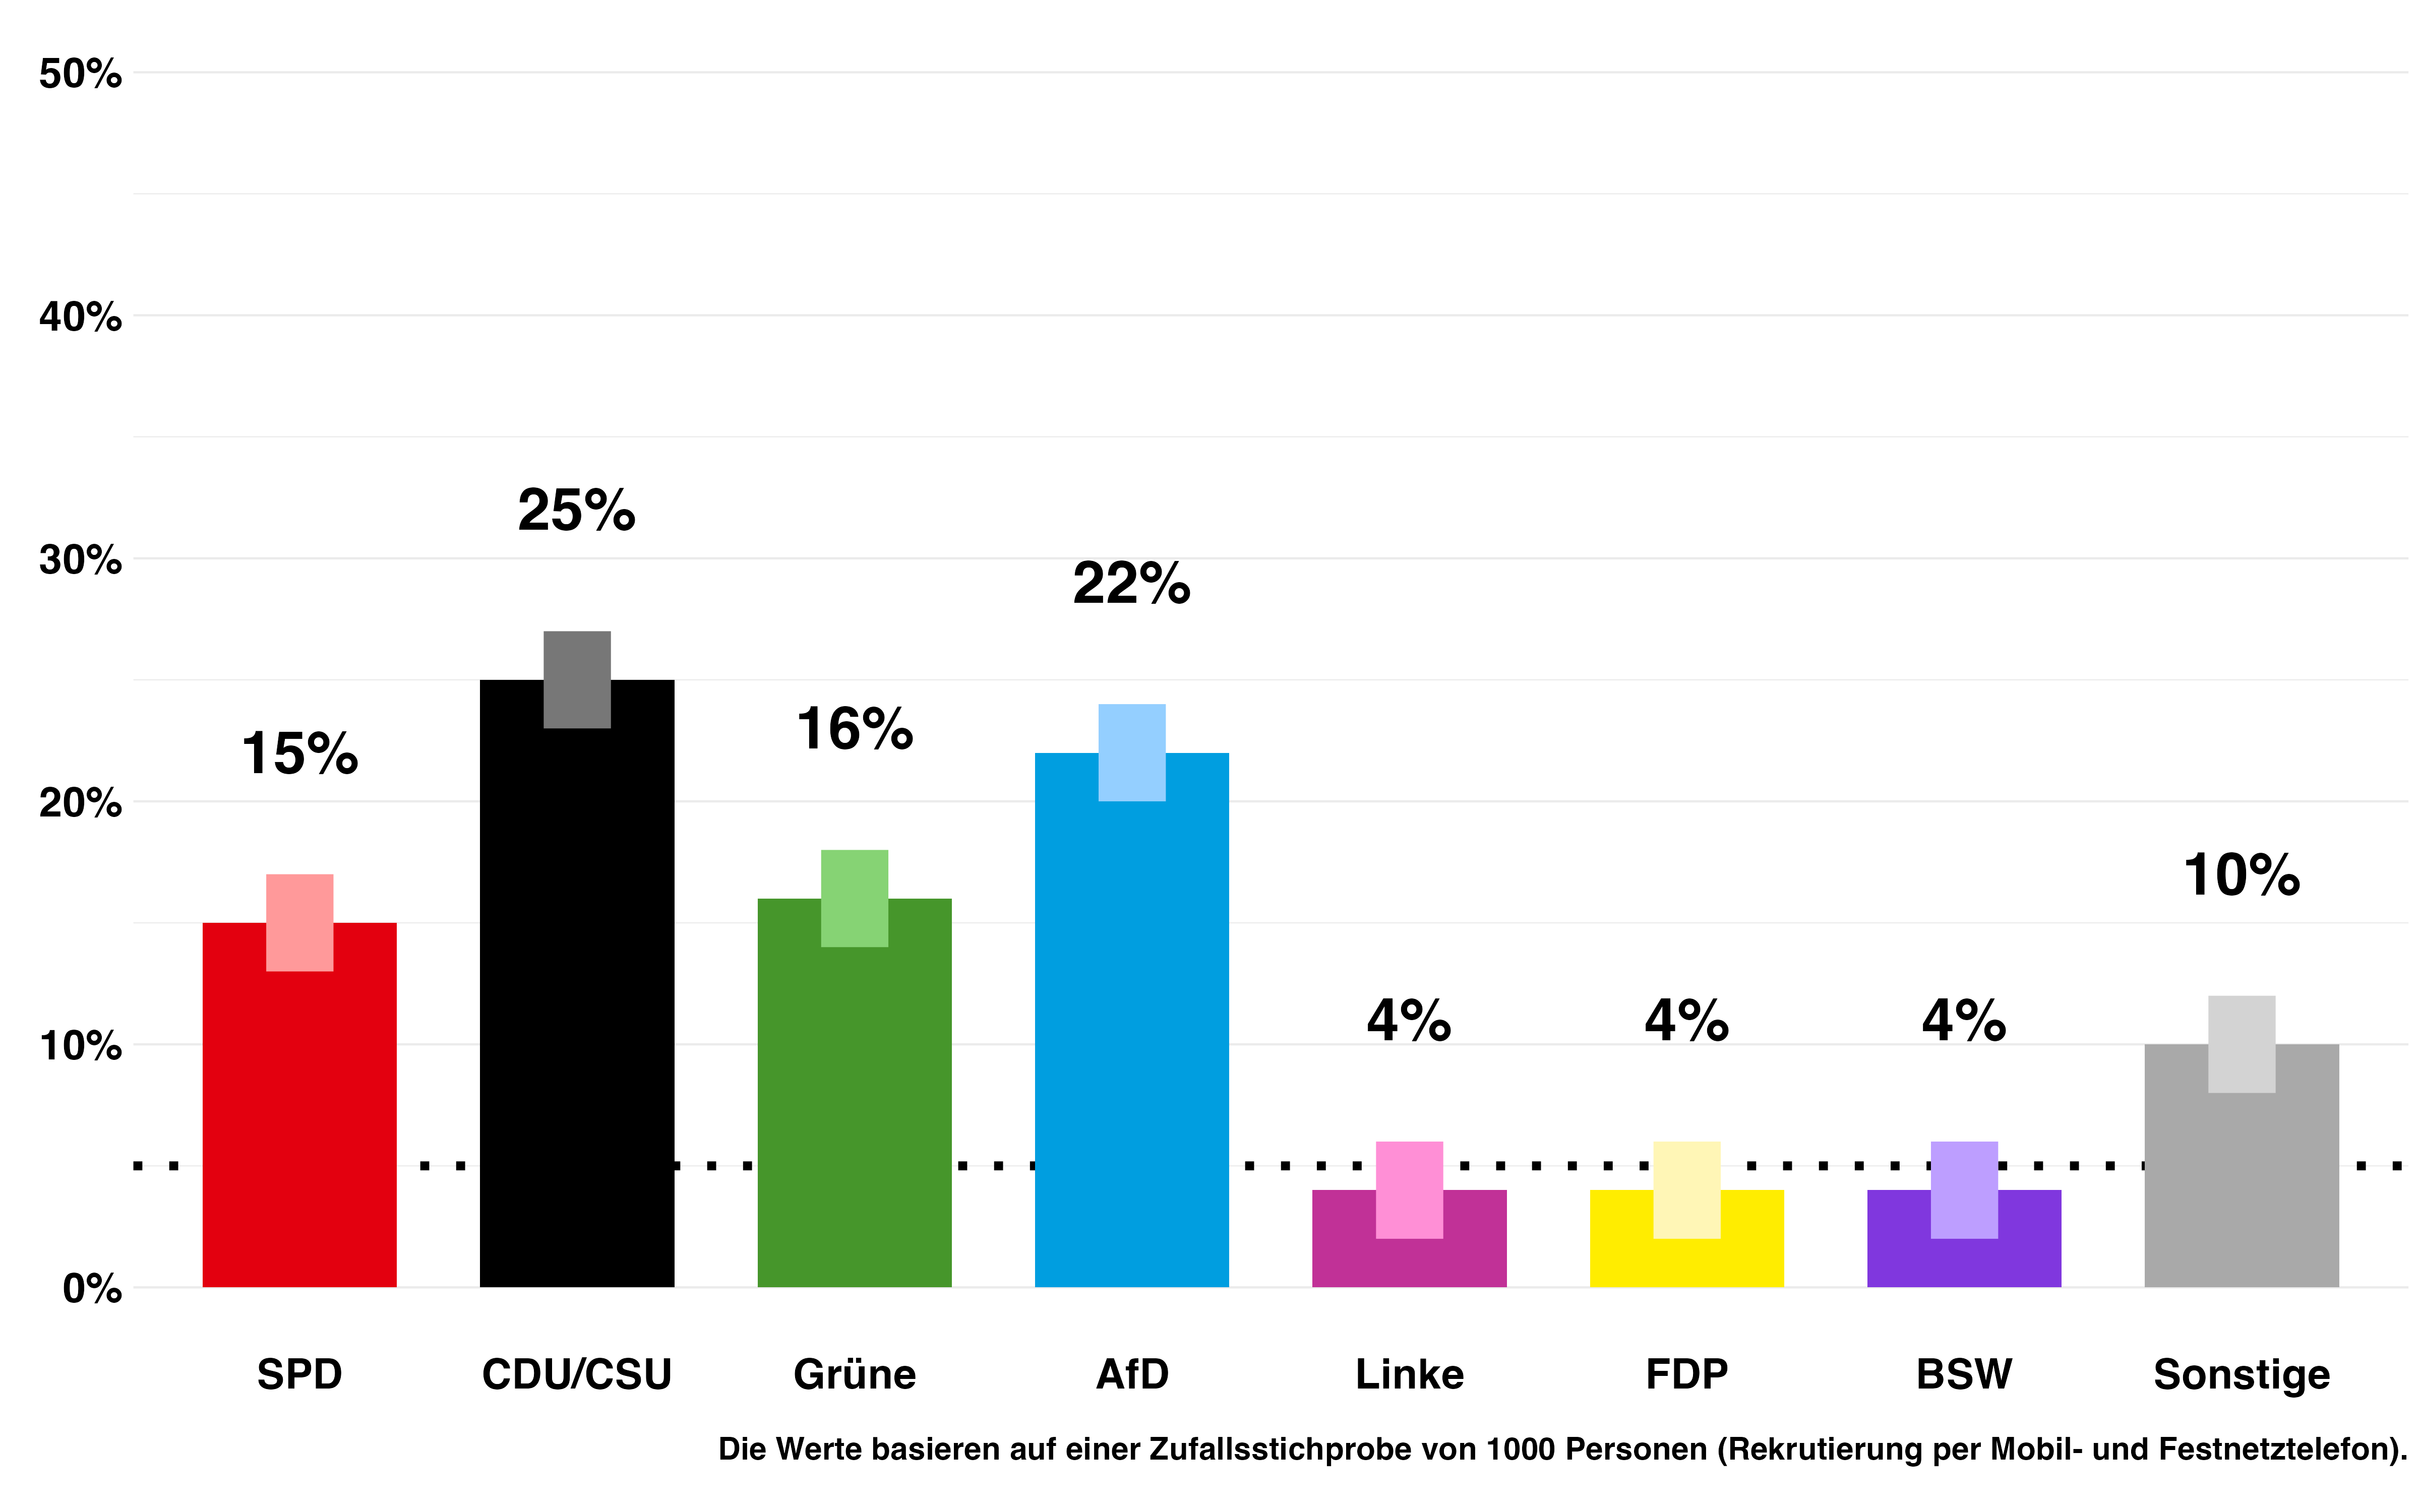 50%
40%
30%
20%
10%
0%
15%
25%
16%
22%
4%
4%
4%
10%
SPD
CDU/CSU
Grüne
AfD
Linke
FDP
BSW
Sonstige
Die Werte basieren auf einer Zufallsstichprobe von 1000 Personen (Rekrutierung per Mobil- und Festnetztelefon).